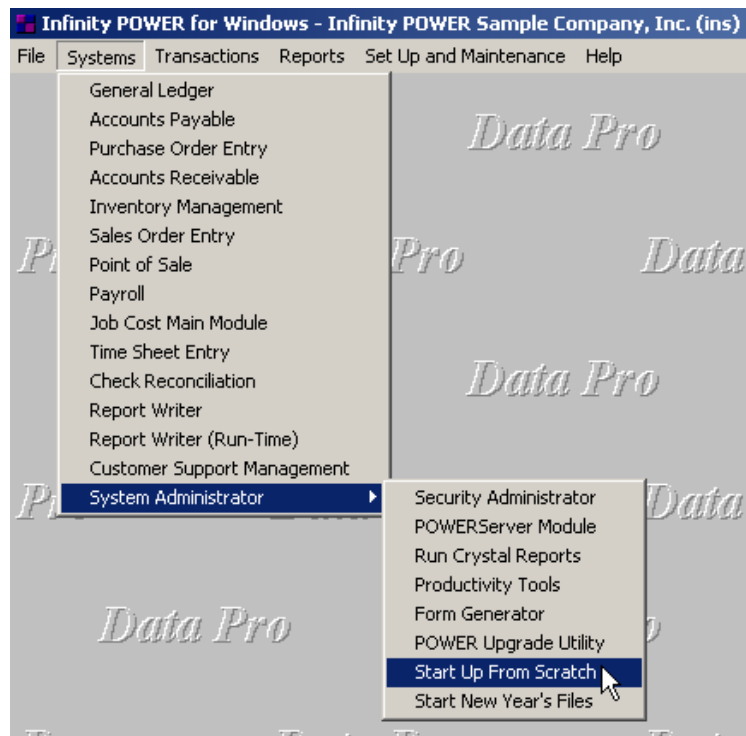 Infinity POWER for Windows - Infinity POWER Sample Company, Inc. (ins)
File Systems Transactions Reports Set Up and Maintenance Help
General Ledger
Accounts Payable
Purchase Order Entry
Accounts Receivable
Inventory Management
Sales Order Entry
Point of Sale
Payroll
Job Cost Main Module
Time Sheet Entry
Check Reconciliation
Report Writer
Report Writer (Run-Time)
Customer Support Management
System Administrator
Security Administrator
POWERServer Module
Run Crystal Reports
Productivity Tools
Form Generator
POWER Upgrade Utility
Start Up From Scratch
Start New Year's Files
Data Pro
Pro Data
Data Pro
Data
Data Pro